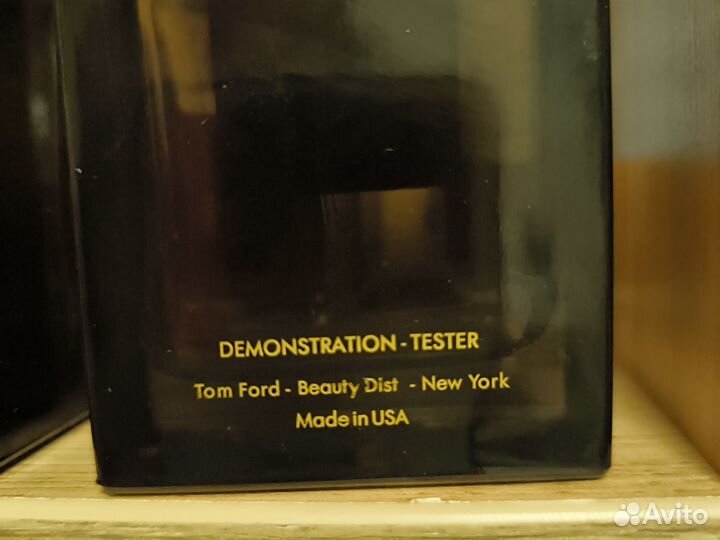 DEMONSTRATION - TESTER
Tom Ford - Beauty Dist - New York
Made in USA
Avito